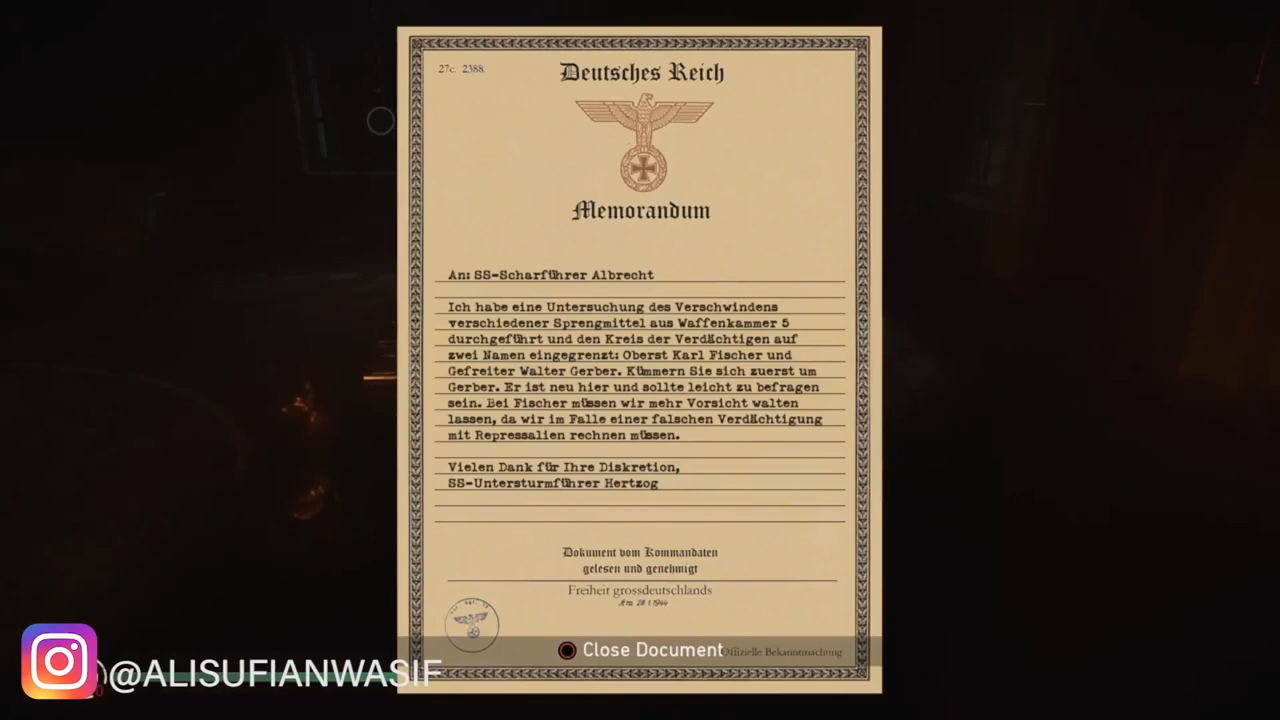 27c. 2388.
Deutsches Reich
Memorandum
An: SS-Scharführer Albrecht
Ich habe eine Untersuchung des Verschwindens
verschiedener Sprengmittel aus Waffenkammer 5
durchgeführt und den Kreis der Verdächtigen auf
zwei Namen eingegrenzt: Oberst Karl Fischer und
Gefreiter Walter Gerber. Kümmern Sie sich zuerst um
Gerber. Er ist neu hier und sollte leicht zu befragen
sein. Bei Fischer müssen wir mehr Vorsicht walten
lassen, da wir im Falle einer falschen Verdächtigung
mit Repressalien rechnen müssen.
Vielen Dank für Ihre Diskretion,
SS-Untersturmführer Hertzog
Dokument vom Kommandaten
gelesen und genehmigt
Freiheit grossdeutschlands
28.1.1944
Close Document
Offizielle Bekanntmachung
@ALISUFIANWASIF